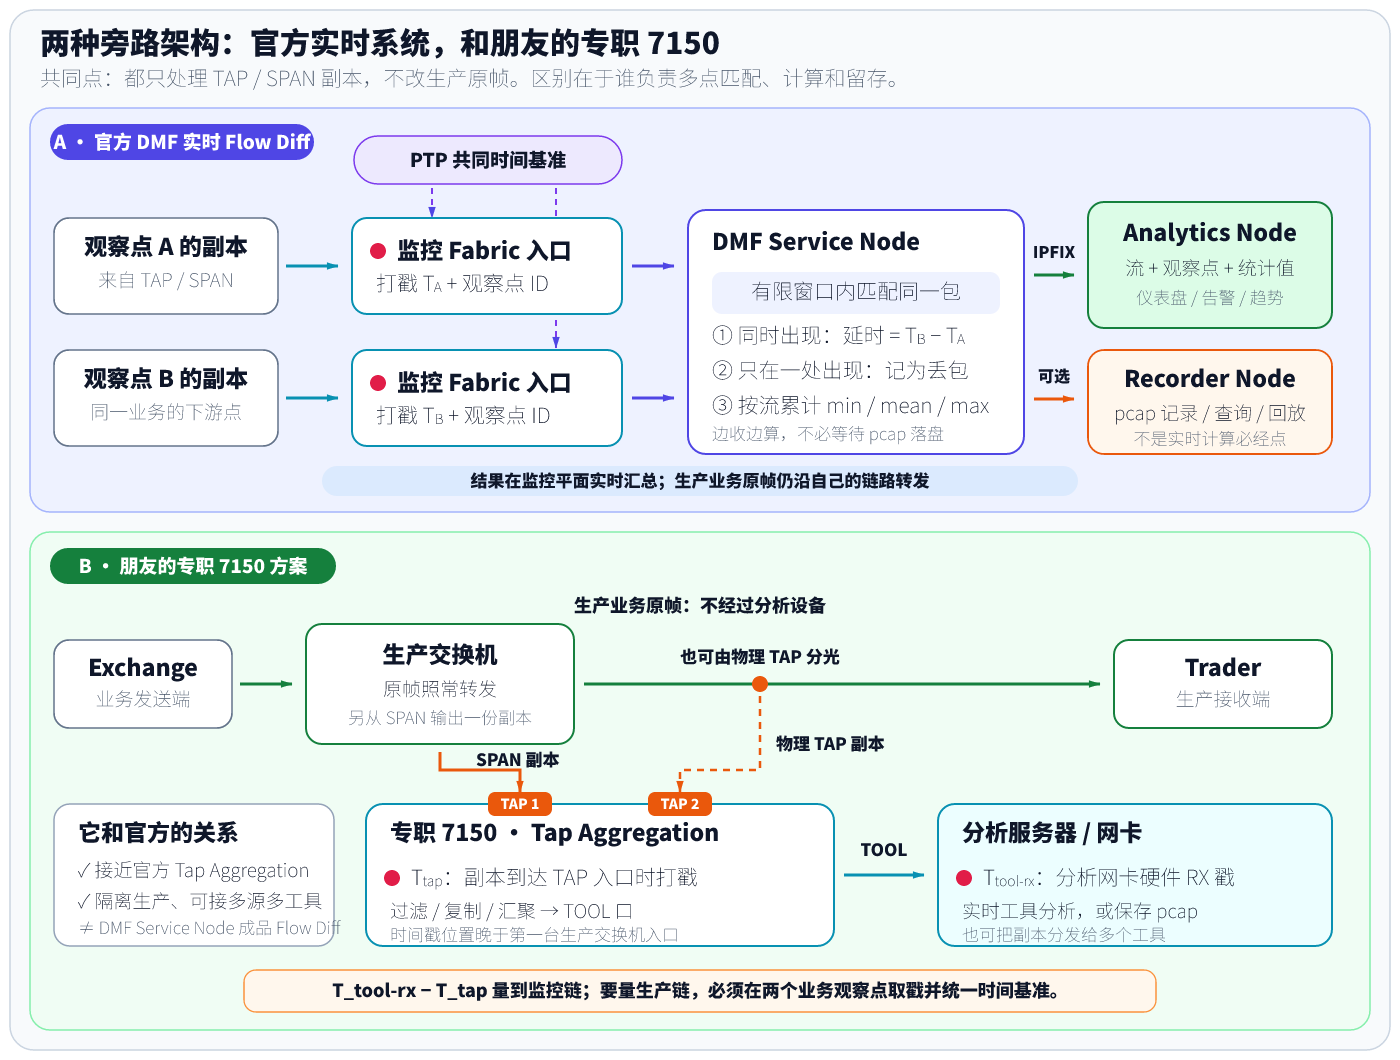 两种旁路架构：官方实时系统，和朋友的专职 7150
共同点：都只处理 TAP / SPAN 副本，不改生产原帧。区别在于谁负责多点匹配、计算和留存。
A · 官方 DMF 实时 Flow Diff
PTP 共同时间基准
观察点 A 的副本
来自 TAP / SPAN
监控 Fabric 入口
打戳 TA + 观察点 ID
观察点 B 的副本
同一业务的下游点
监控 Fabric 入口
打戳 TB + 观察点 ID
DMF Service Node
有限窗口内匹配同一包
① 同时出现：延时 = TB − TA
② 只在一处出现：记为丢包
③ 按流累计 min / mean / max
边收边算，不必等待 pcap 落盘
IPFIX
Analytics Node
流 + 观察点 + 统计值
仪表盘 / 告警 / 趋势
可选
Recorder Node
pcap 记录 / 查询 / 回放
不是实时计算必经点
结果在监控平面实时汇总；生产业务原帧仍沿自己的链路转发
B · 朋友的专职 7150 方案
生产业务原帧：不经过分析设备
Exchange
业务发送端
生产交换机
原帧照常转发
另从 SPAN 输出一份副本
也可由物理 TAP 分光
Trader
生产接收端
SPAN 副本
物理 TAP 副本
TAP 1
TAP 2
它和官方的关系
✓ 接近官方 Tap Aggregation
✓ 隔离生产、可接多源多工具
≠ DMF Service Node 成品 Flow Diff
专职 7150 · Tap Aggregation
Ttap：副本到达 TAP 入口时打戳
过滤 / 复制 / 汇聚 → TOOL 口
时间戳位置晚于第一台生产交换机入口
TOOL
分析服务器 / 网卡
Ttool-rx：分析网卡硬件 RX 戳
实时工具分析，或保存 pcap
也可把副本分发给多个工具
T_tool-rx − T_tap 量到监控链；要量生产链，必须在两个业务观察点取戳并统一时间基准。